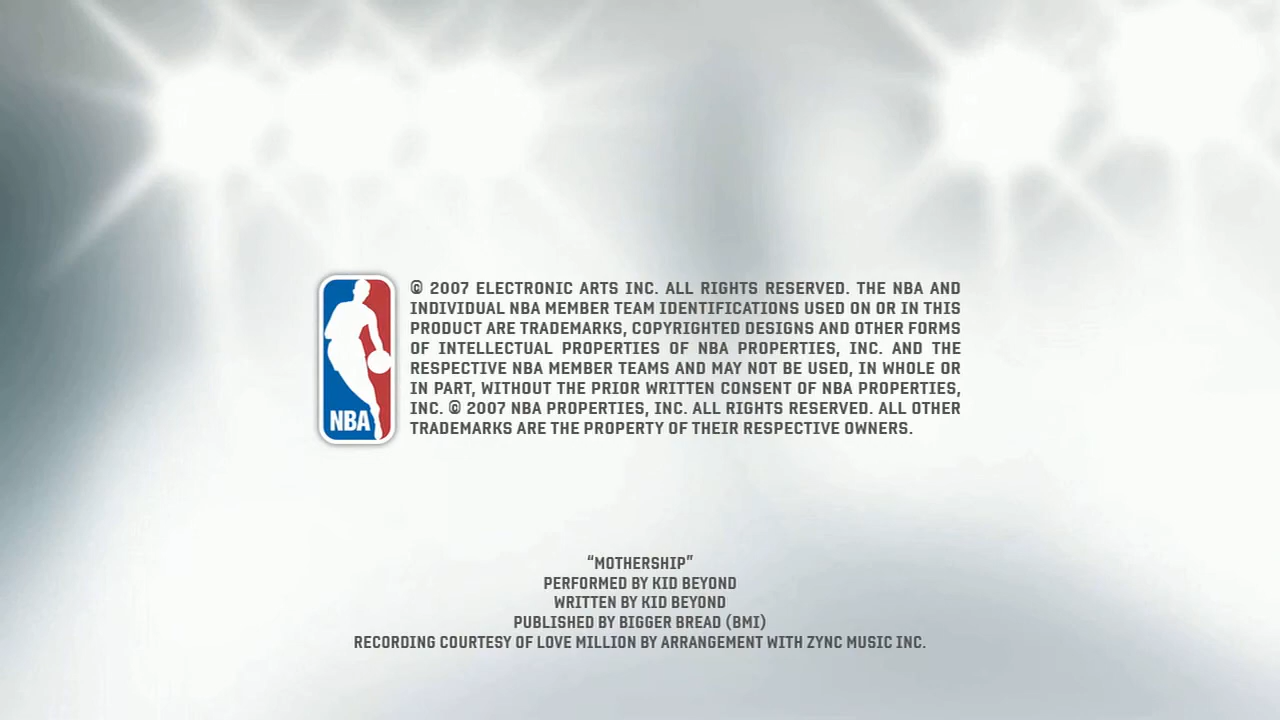 © 2007 ELECTRONIC ARTS INC. ALL RIGHTS RESERVED. THE NBA AND
INDIVIDUAL NBA MEMBER TEAM IDENTIFICATIONS USED ON OR IN THIS
PRODUCT ARE TRADEMARKS, COPYRIGHTED DESIGNS AND OTHER FORMS
OF INTELLECTUAL PROPERTIES OF NBA PROPERTIES, INC. AND THE
RESPECTIVE NBA MEMBER TEAMS AND MAY NOT BE USED, IN WHOLE OR
IN PART, WITHOUT THE PRIOR WRITTEN CONSENT OF NBA PROPERTIES,
INC. © 2007 NBA PROPERTIES, INC. ALL RIGHTS RESERVED. ALL OTHER
TRADEMARKS ARE THE PROPERTY OF THEIR RESPECTIVE OWNERS.
NBA
“MOTHERSHIP”
PERFORMED BY KID BEYOND
WRITTEN BY KID BEYOND
PUBLISHED BY BIGGER BREAD (BMI)
RECORDING COURTESY OF LOVE MILLION BY ARRANGEMENT WITH ZYNC MUSIC INC.